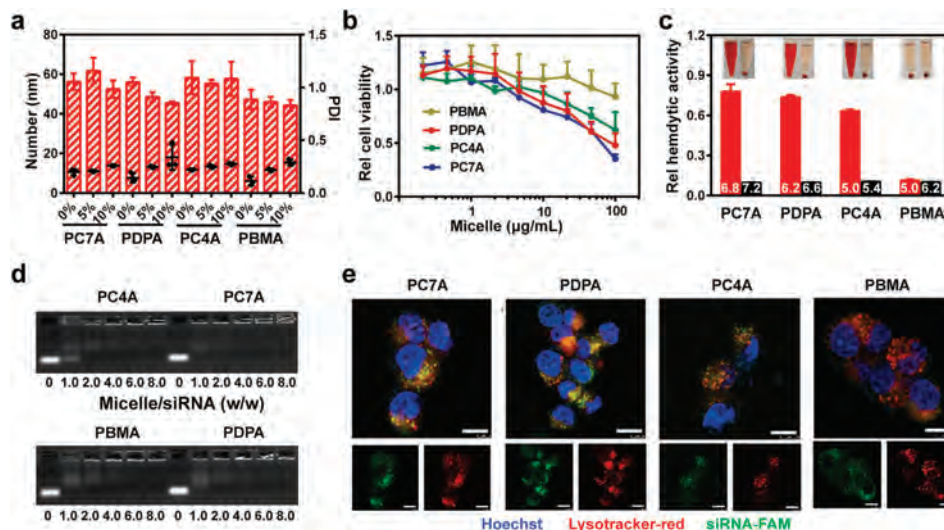 a
80
60
40
20
0
Number (nm)
1.5
1.0
0.5
0.0
PDI
0% 5% 10% 0% 5% 10% 0% 5% 10% 0% 5% 10%
PC7A PDPA PC4A PBMA
b
1.5
1.0
0.5
0.0
Rel cell viability
PBMA
PDPA
PC4A
PC7A
1 10 100
Micelle (μg/mL)
c
1.2
0.9
0.6
0.3
0.0
Rel hemdytic activity
6.8 7.2 6.2 6.6 5.0 5.4 5.0 6.2
PC7A PDPA PC4A PBMA
d
PC4A PC7A
0 1.0 2.0 4.0 6.0 8.0 0 1.0 2.0 4.0 6.0 8.0
Micelle/siRNA (w/w)
PBMA PDPA
0 1.0 2.0 4.0 6.0 8.0 0 1.0 2.0 4.0 6.0 8.0
e
PC7A PDPA PC4A PBMA
Hoechst Lysotracker-red siRNA-FAM